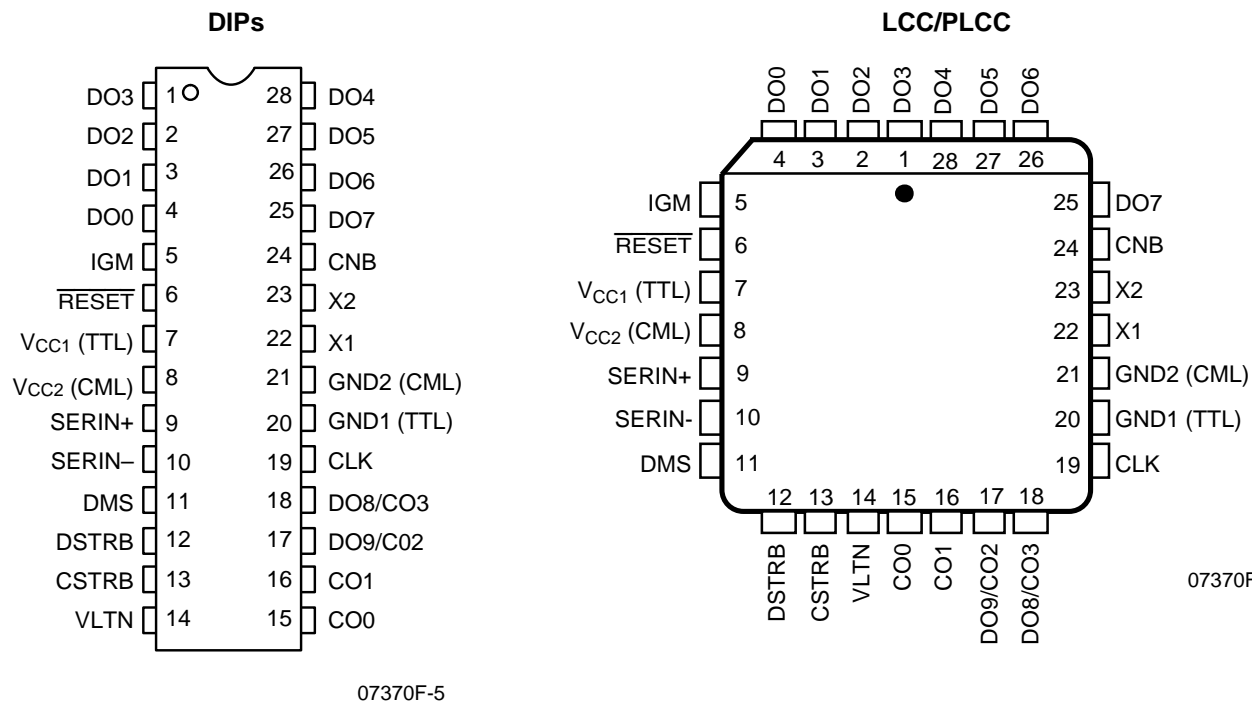 DIPs
DO3 1 28 DO4
DO2 2 27 DO5
DO1 3 26 DO6
DO0 4 25 DO7
IGM 5 24 CNB
RESET 6 23 X2
VCC1 (TTL) 7 22 X1
VCC2 (CML) 8 21 GND2 (CML)
SERIN+ 9 20 GND1 (TTL)
SERIN– 10 19 CLK
DMS 11 18 DO8/CO3
DSTRB 12 17 DO9/C02
CSTRB 13 16 CO1
VLTN 14 15 CO0
07370F-5
LCC/PLCC
DO0 DO1 DO2 DO3 DO4 DO5 DO6
4 3 2 1 28 27 26
IGM 5 25 DO7
RESET 6 24 CNB
VCC1 (TTL) 7 23 X2
VCC2 (CML) 8 22 X1
SERIN+ 9 21 GND2 (CML)
SERIN- 10 20 GND1 (TTL)
DMS 11 19 CLK
12 13 14 15 16 17 18
DSTRB CSTRB VLTN CO0 CO1 DO9/CO2 DO8/CO3
07370F